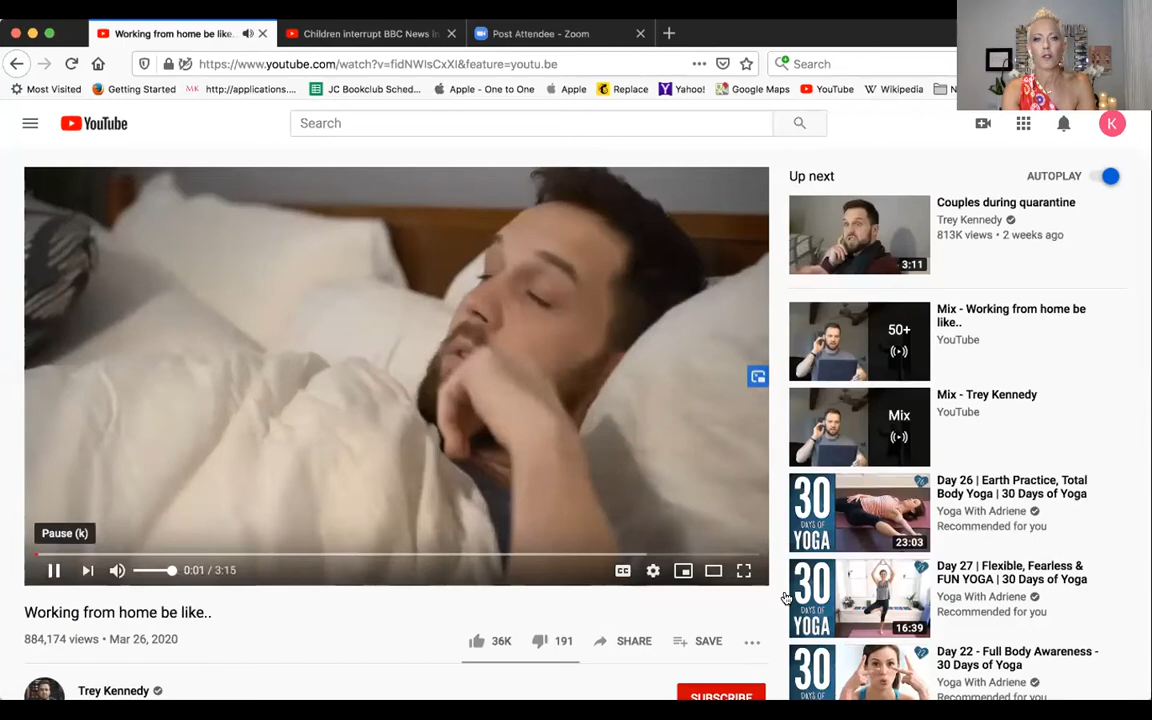 Working from home be like..
Children interrupt BBC News in
Post Attendee - Zoom
https://www.youtube.com/watch?v=fidNWlsCxXI&feature=youtu.be
Search
Most Visited
Getting Started
http://applications....
JC Bookclub Sched...
Apple - One to One
Apple
Replace
Yahoo!
Google Maps
YouTube
Wikipedia
N
YouTube
Search
K
Up next
AUTOPLAY
Couples during quarantine
Trey Kennedy
813K views • 2 weeks ago
3:11
Mix - Working from home be
like..
YouTube
50+
Mix - Trey Kennedy
YouTube
Mix
Day 26 | Earth Practice, Total
Body Yoga | 30 Days of Yoga
Yoga With Adriene
Recommended for you
30
DAYS OF
YOGA
23:03
Day 27 | Flexible, Fearless &
FUN YOGA | 30 Days of Yoga
Yoga With Adriene
Recommended for you
30
DAYS OF
YOGA
16:39
Day 22 - Full Body Awareness -
30 Days of Yoga
Yoga With Adriene
Recommended for you
30
Pause (k)
0:01 / 3:15
CC
Working from home be like..
884,174 views • Mar 26, 2020
36K
191
SHARE
SAVE
Trey Kennedy
SUBSCRIBE